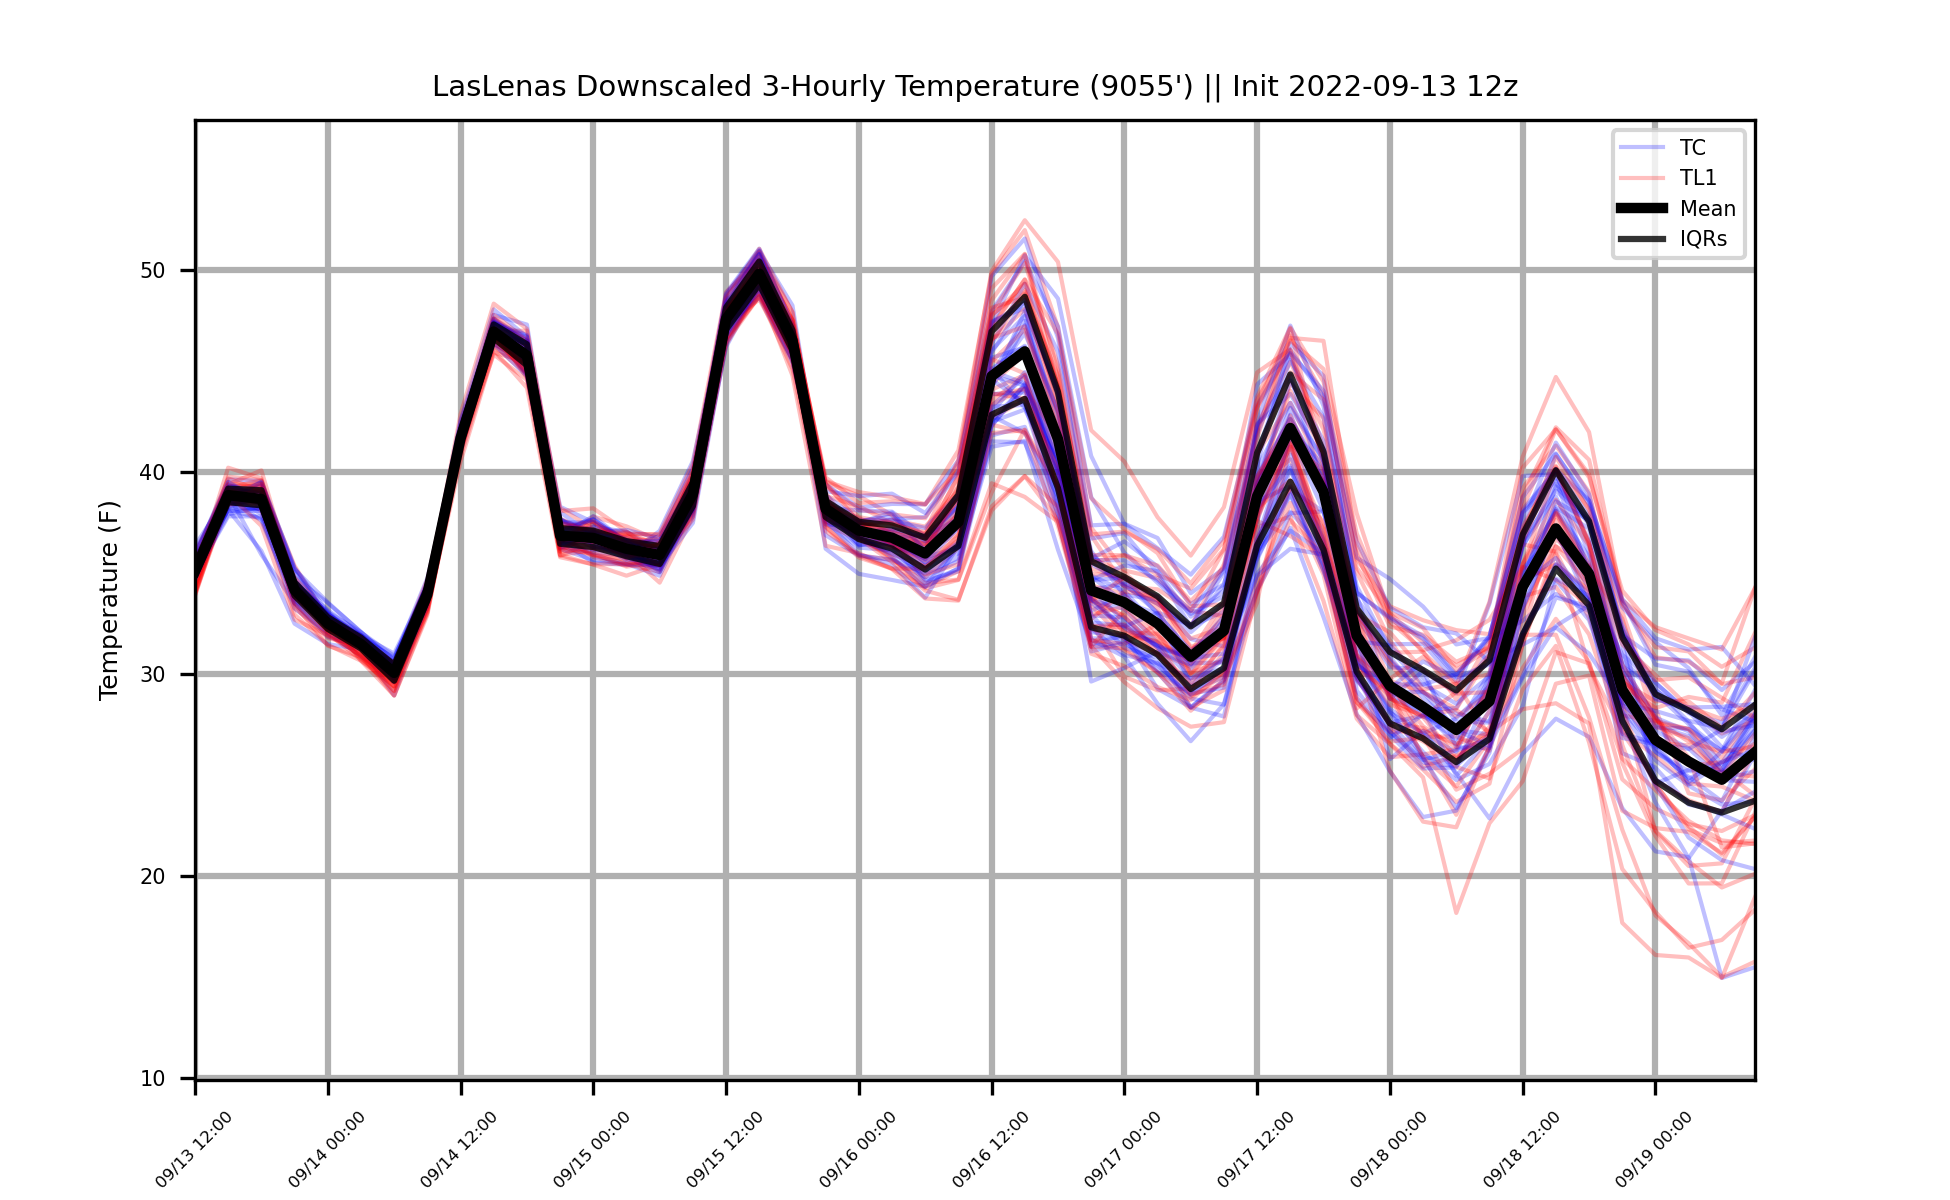 LasLenas Downscaled 3-Hourly Temperature (9055') || Init 2022-09-13 12z
TC
TL1
Mean
IQRs
Temperature (F)
50
40
30
20
10
09/13 12:00
09/14 00:00
09/14 12:00
09/15 00:00
09/15 12:00
09/16 00:00
09/16 12:00
09/17 00:00
09/17 12:00
09/18 00:00
09/18 12:00
09/19 00:00